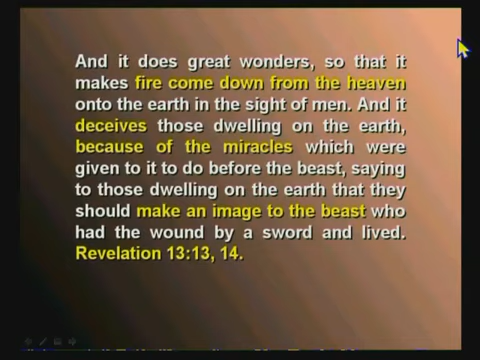 And it does great wonders, so that it
makes fire come down from the heaven
onto the earth in the sight of men. And it
deceives those dwelling on the earth,
because of the miracles which were
given to it to do before the beast, saying
to those dwelling on the earth that they
should make an image to the beast who
had the wound by a sword and lived.
Revelation 13:13, 14.